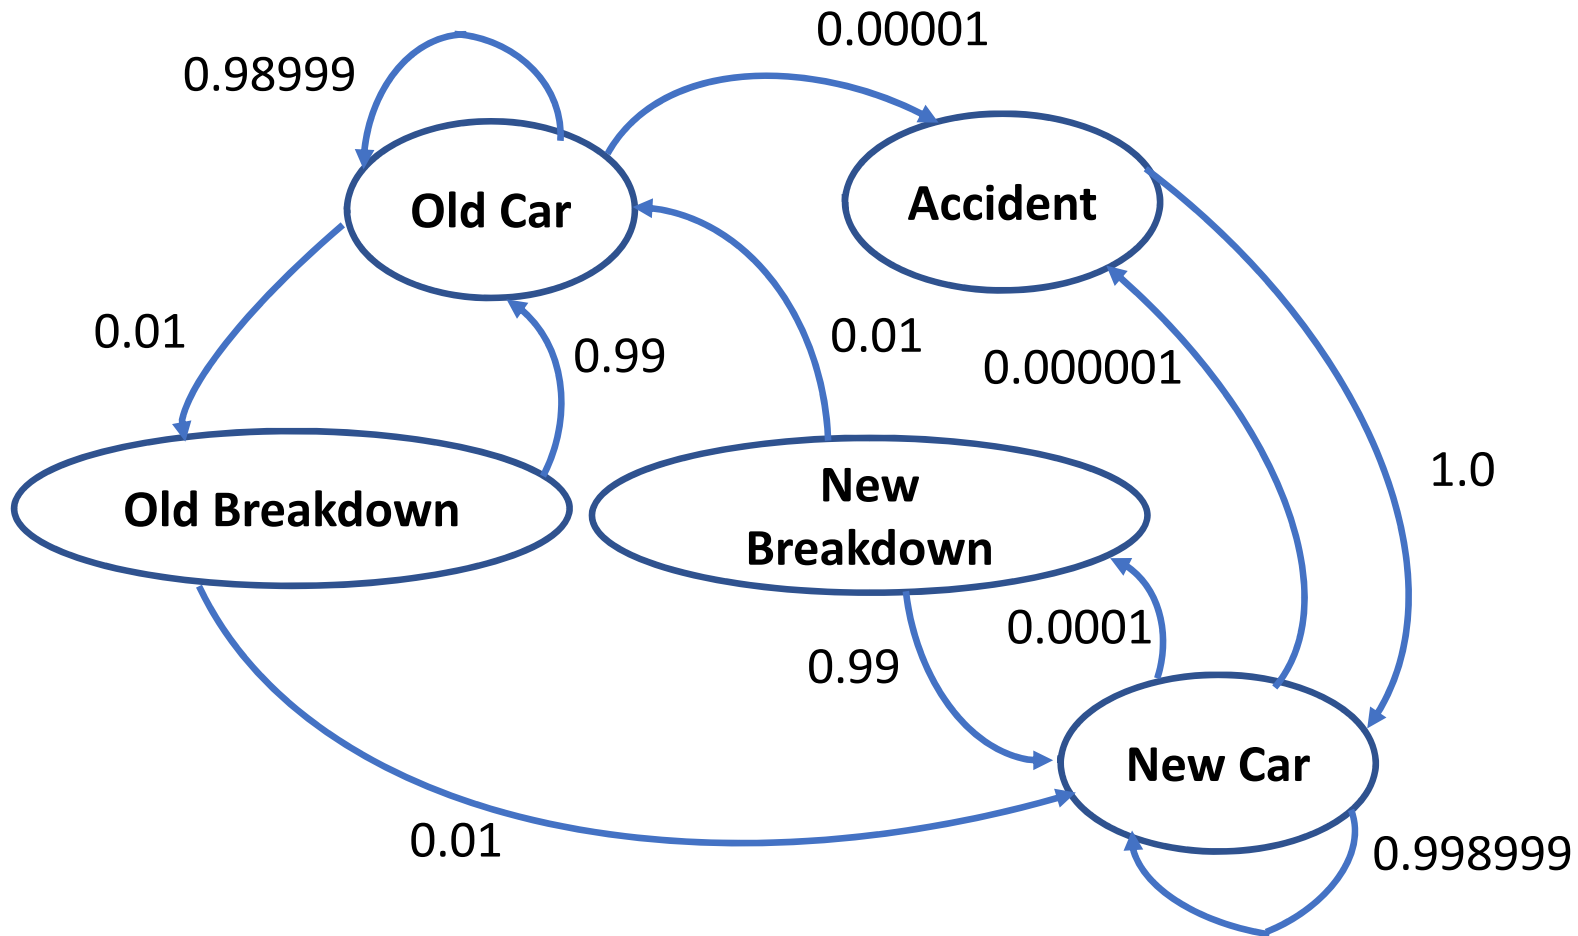 0.00001
0.98999
Old Car
Accident
0.01
0.99
0.01
0.000001
1.0
Old Breakdown
New
Breakdown
0.0001
0.99
New Car
0.01
0.998999